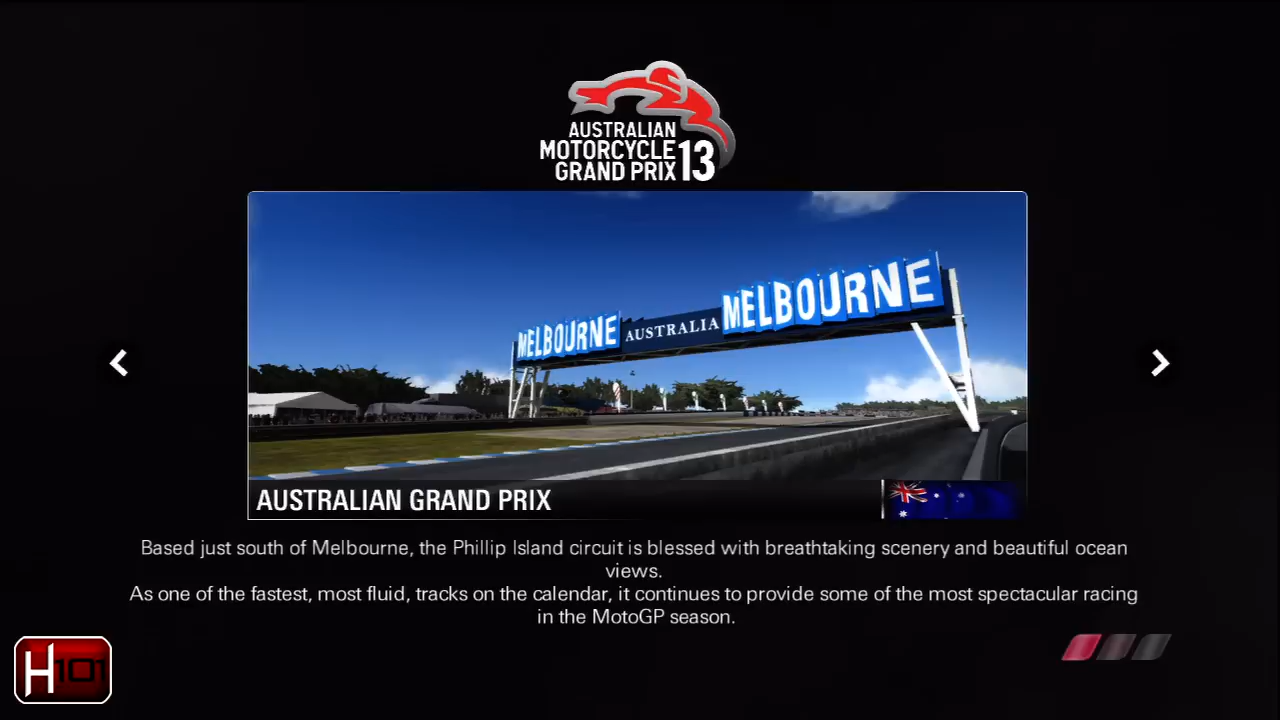 AUSTRALIAN
MOTORCYCLE
GRAND PRIX 13
MELBOURNE AUSTRALIA MELBOURNE
AUSTRALIAN GRAND PRIX
Based just south of Melbourne, the Phillip Island circuit is blessed with breathtaking scenery and beautiful ocean
views.
As one of the fastest, most fluid, tracks on the calendar, it continues to provide some of the most spectacular racing
in the MotoGP season.
H101